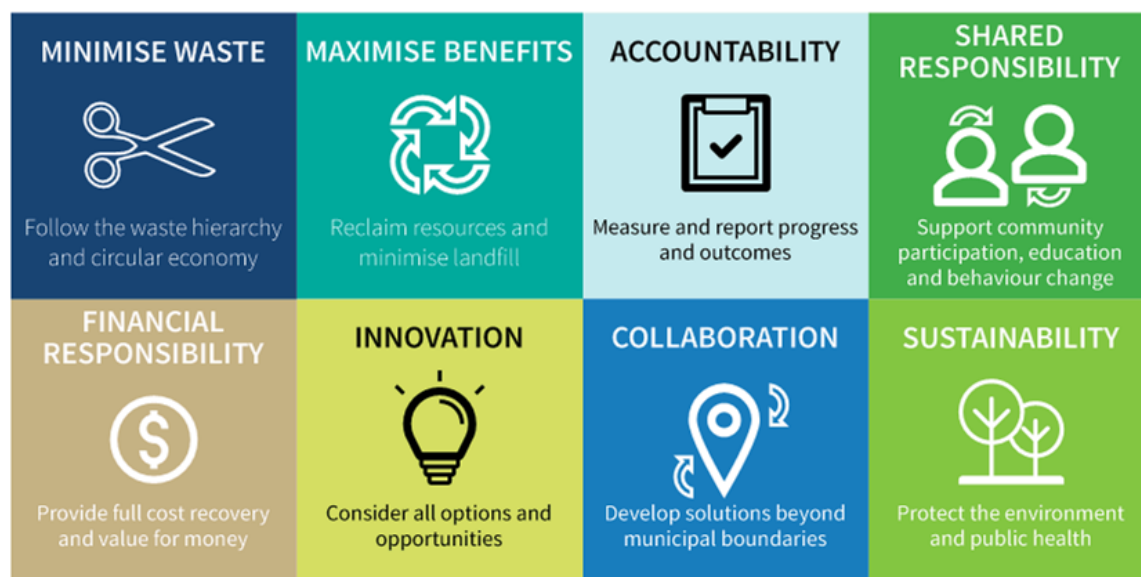 MINIMISE WASTE
Follow the waste hierarchy
and circular economy
MAXIMISE BENEFITS
Reclaim resources and
minimise landfill
ACCOUNTABILITY
Measure and report progress
and outcomes
SHARED
RESPONSIBILITY
Support community
participation, education
and behaviour change
FINANCIAL
RESPONSIBILITY
$
Provide full cost recovery
and value for money
INNOVATION
Consider all options and
opportunities
COLLABORATION
Develop solutions beyond
municipal boundaries
SUSTAINABILITY
Protect the environment
and public health